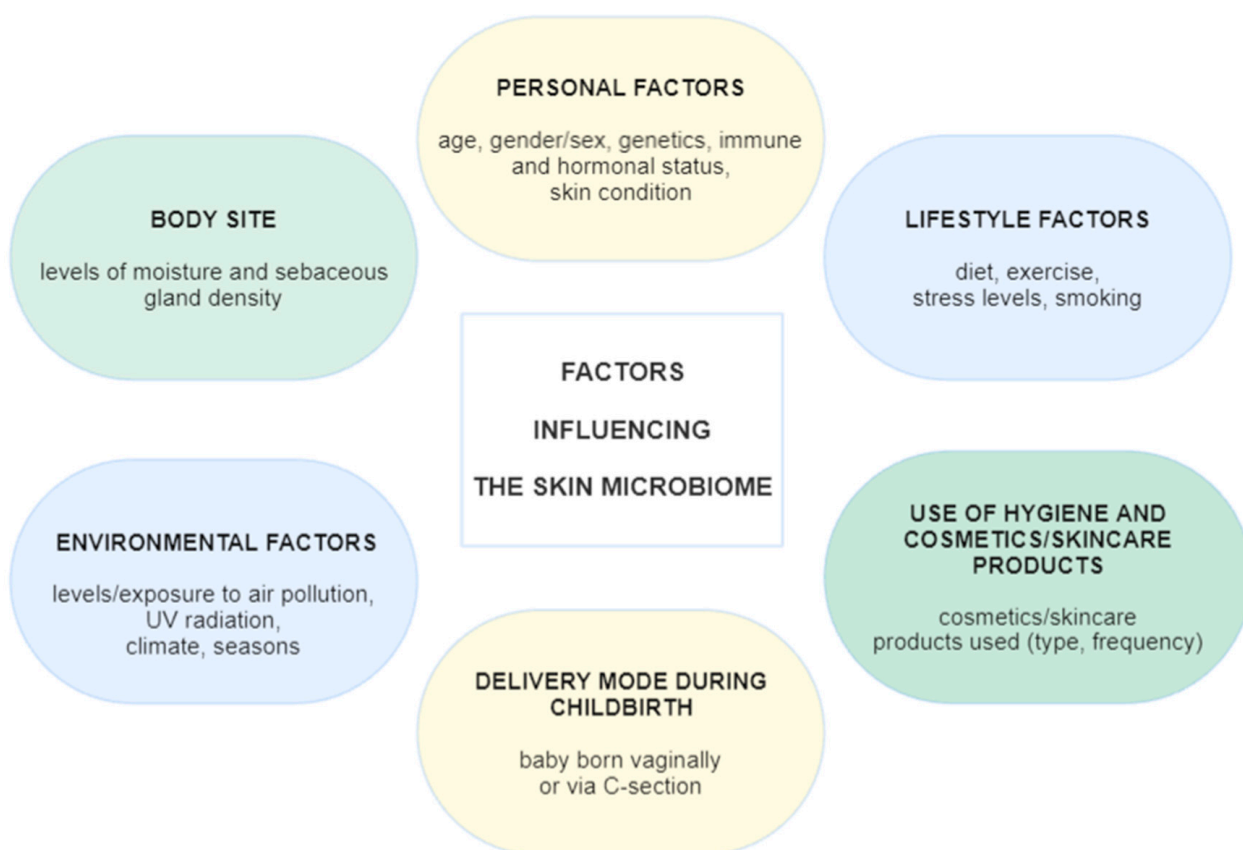 PERSONAL FACTORS
age, gender/sex, genetics, immune
and hormonal status,
skin condition
BODY SITE
levels of moisture and sebaceous
gland density
LIFESTYLE FACTORS
diet, exercise,
stress levels, smoking
FACTORS
INFLUENCING
THE SKIN MICROBIOME
ENVIRONMENTAL FACTORS
levels/exposure to air pollution,
UV radiation,
climate, seasons
USE OF HYGIENE AND
COSMETICS/SKINCARE
PRODUCTS
cosmetics/skincare
products used (type, frequency)
DELIVERY MODE DURING
CHILDBIRTH
baby born vaginally
or via C-section